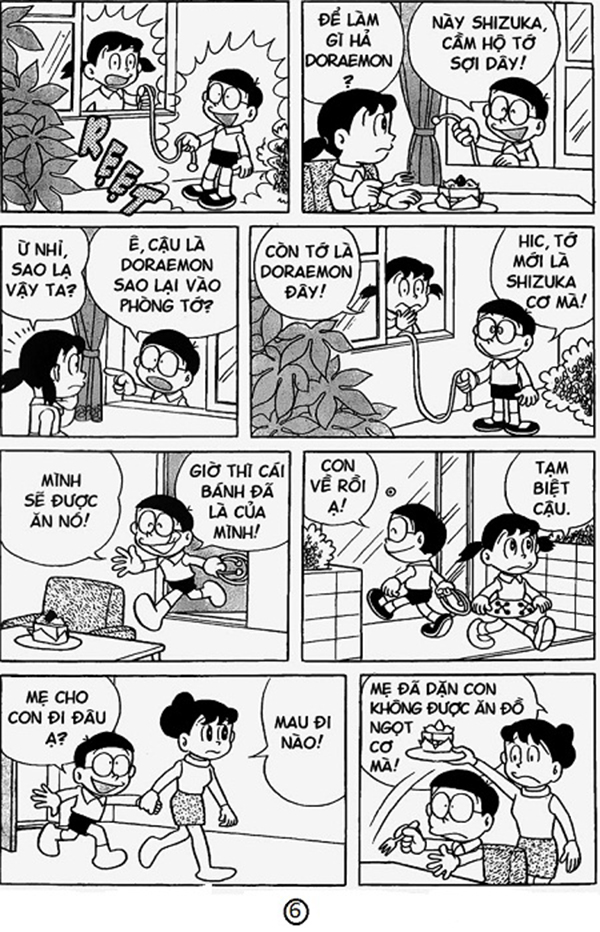 NÀY SHIZUKA,
CẦM HỘ TỚ
SỢI DÂY!
ĐỂ LÀM
GÌ HẢ
DORAEMON
?
RẸẸT
HIC, TỚ
MỚI LÀ
SHIZUKA
CƠ MÀ!
CÒN TỚ LÀ
DORAEMON
ĐÂY!
Ê, CẬU LÀ
DORAEMON
SAO LẠI VÀO
PHÒNG TỚ?
Ừ NHỈ,
SAO LẠ
VẬY TA?
TẠM
BIỆT
CẬU.
CON
VỀ RỒI
Ạ!
GIỜ THÌ CÁI
BÁNH ĐÃ
LÀ CỦA
MÌNH!
MÌNH
SẼ ĐƯỢC
ĂN NÓ!
MẸ ĐÃ DẶN CON
KHÔNG ĐƯỢC ĂN ĐỒ
NGỌT
CƠ
MÀ!
MAU ĐI
NÀO!
MẸ CHO
CON ĐI ĐÂU
Ạ?
6